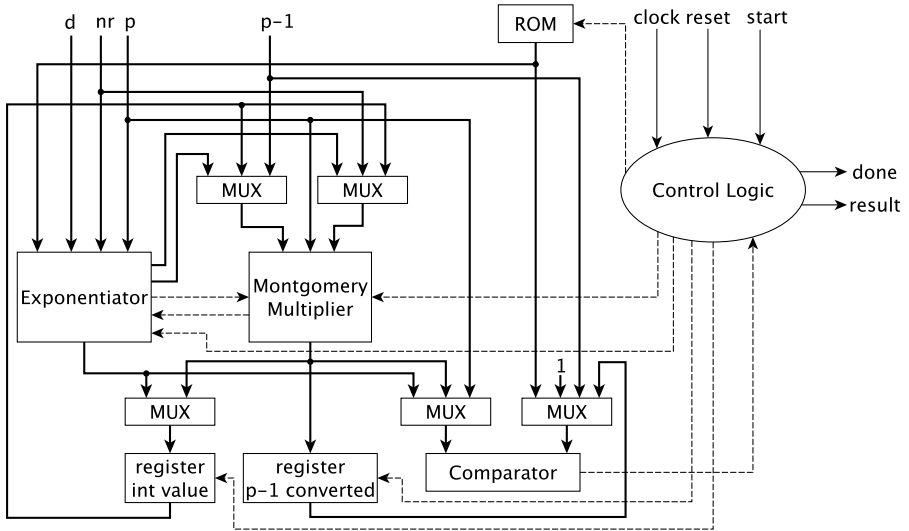 d nr p p-1 ROM clock reset start
MUX MUX Control Logic done
result
Exponentiator
Montgomery
Multiplier
1
MUX MUX MUX
register
int value
register
p-1 converted
Comparator